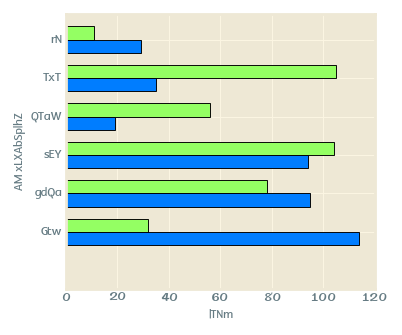 rN
TxT
QTaW
sEY
gdQa
Gtw
AM xLXAbSplhZ
0 20 40 60 80 100 120
lTNm